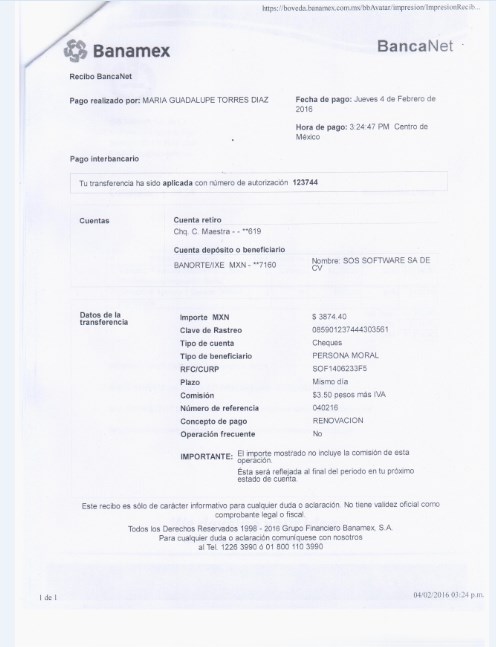 https://boveda.banamex.com.mx/bbAvatar/impresion/ImpresionRecib...
Banamex
BancaNet
Recibo BancaNet
Pago realizado por: MARIA GUADALUPE TORRES DIAZ
Fecha de pago: Jueves 4 de Febrero de
2016
Hora de pago: 3:24:47 PM Centro de
México
Pago interbancario
Tu transferencia ha sido aplicada con número de autorización 123744
Cuentas
Cuenta retiro
Chq. C. Maestra - - **619
Cuenta depósito o beneficiario
BANORTE/IXE MXN - **7160
Nombre: SOS SOFTWARE SA DE
CV
Datos de la
transferencia
Importe MXN $ 3874.40
Clave de Rastreo 085901237444303561
Tipo de cuenta Cheques
Tipo de beneficiario PERSONA MORAL
RFC/CURP SOF1406233F5
Plazo Mismo día
Comisión $3.50 pesos más IVA
Número de referencia 040216
Concepto de pago RENOVACION
Operación frecuente No
IMPORTANTE: El importe mostrado no incluye la comisión de esta
operación.
Ésta será reflejada al final del periodo en tu próximo
estado de cuenta.
Este recibo es sólo de carácter informativo para cualquier duda o aclaración. No tiene validez oficial como
comprobante legal o fiscal.
Todos los Derechos Reservados 1998 - 2016 Grupo Financiero Banamex, S.A.
Para cualquier duda o aclaración comuníquese con nosotros
al Tel. 1226 3990 ó 01 800 110 3990
1 de 1
04/02/2016 03:24 p.m.